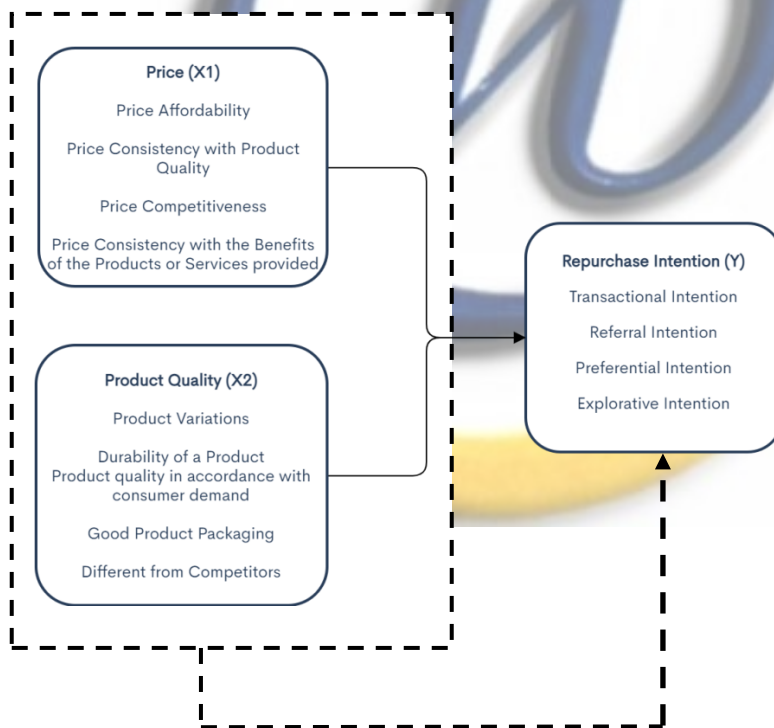 Price (X1)
Price Affordability
Price Consistency with Product
Quality
Price Competitiveness
Price Consistency with the Benefits
of the Products or Services provided
Product Quality (X2)
Product Variations
Durability of a Product
Product quality in accordance with
consumer demand
Good Product Packaging
Different from Competitors
Repurchase Intention (Y)
Transactional Intention
Referral Intention
Preferential Intention
Explorative Intention